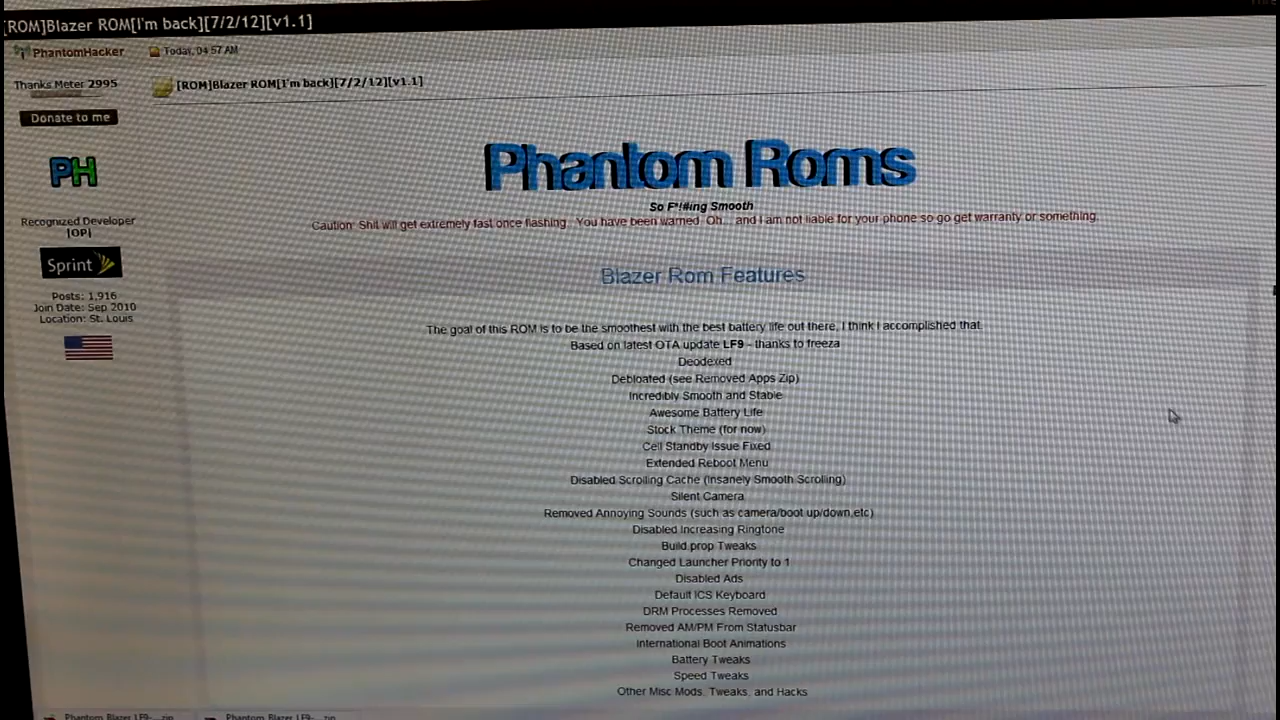 [ROM]Blazer ROM[I'm back][7/2/12][v1.1]
PhantomHacker
Today, 04:57 AM
Thanks Meter 2995
[ROM]Blazer ROM[I'm back][7/2/12][v1.1]
Donate to me
PH
Phantom Roms
So F*!#ing Smooth
Caution: Shit will get extremely fast once flashing. You have been warned. Oh... and I am not liable for your phone so go get warranty or something.
Recognized Developer
[OP]
Sprint
Posts: 1,916
Join Date: Sep 2010
Location: St. Louis
Blazer Rom Features
The goal of this ROM is to be the smoothest with the best battery life out there, I think I accomplished that.
Based on latest OTA update LF9 - thanks to freeza
Deodexed
Debloated (see Removed Apps Zip)
Incredibly Smooth and Stable
Awesome Battery Life
Stock Theme (for now)
Cell Standby Issue Fixed
Extended Reboot Menu
Disabled Scrolling Cache (Insanely Smooth Scrolling)
Silent Camera
Removed Annoying Sounds (such as camera/boot up/down,etc)
Disabled Increasing Ringtone
Build.prop Tweaks
Changed Launcher Priority to 1
Disabled Ads
Default ICS Keyboard
DRM Processes Removed
Removed AM/PM From Statusbar
International Boot Animations
Battery Tweaks
Speed Tweaks
Other Misc Mods, Tweaks, and Hacks
Phantom Blazer LF9-....zip
Phantom Blazer LF9-....zip